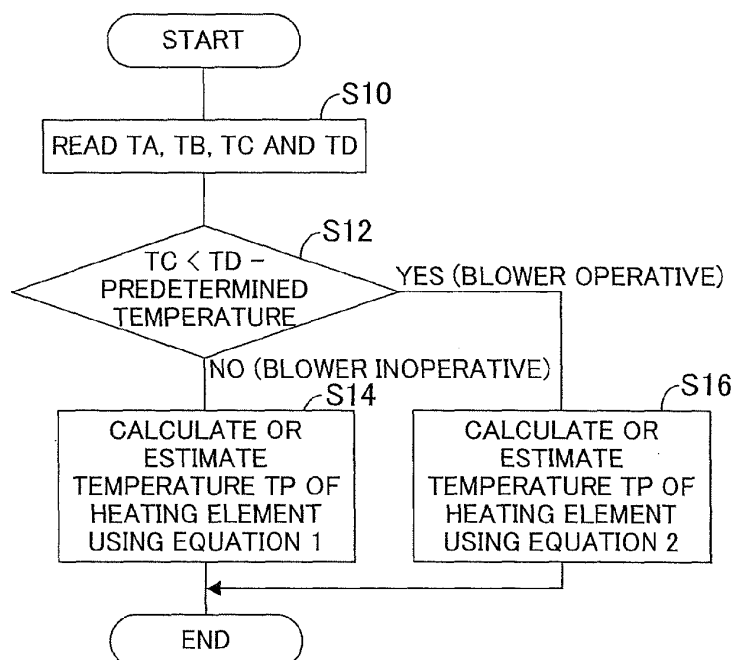 START
S10
READ TA, TB, TC AND TD
S12
TC < TD –
PREDETERMINED
TEMPERATURE
YES (BLOWER OPERATIVE)
NO (BLOWER INOPERATIVE)
S14
CALCULATE OR
ESTIMATE
TEMPERATURE TP OF
HEATING ELEMENT
USING EQUATION 1
S16
CALCULATE OR
ESTIMATE
TEMPERATURE TP OF
HEATING ELEMENT
USING EQUATION 2
END